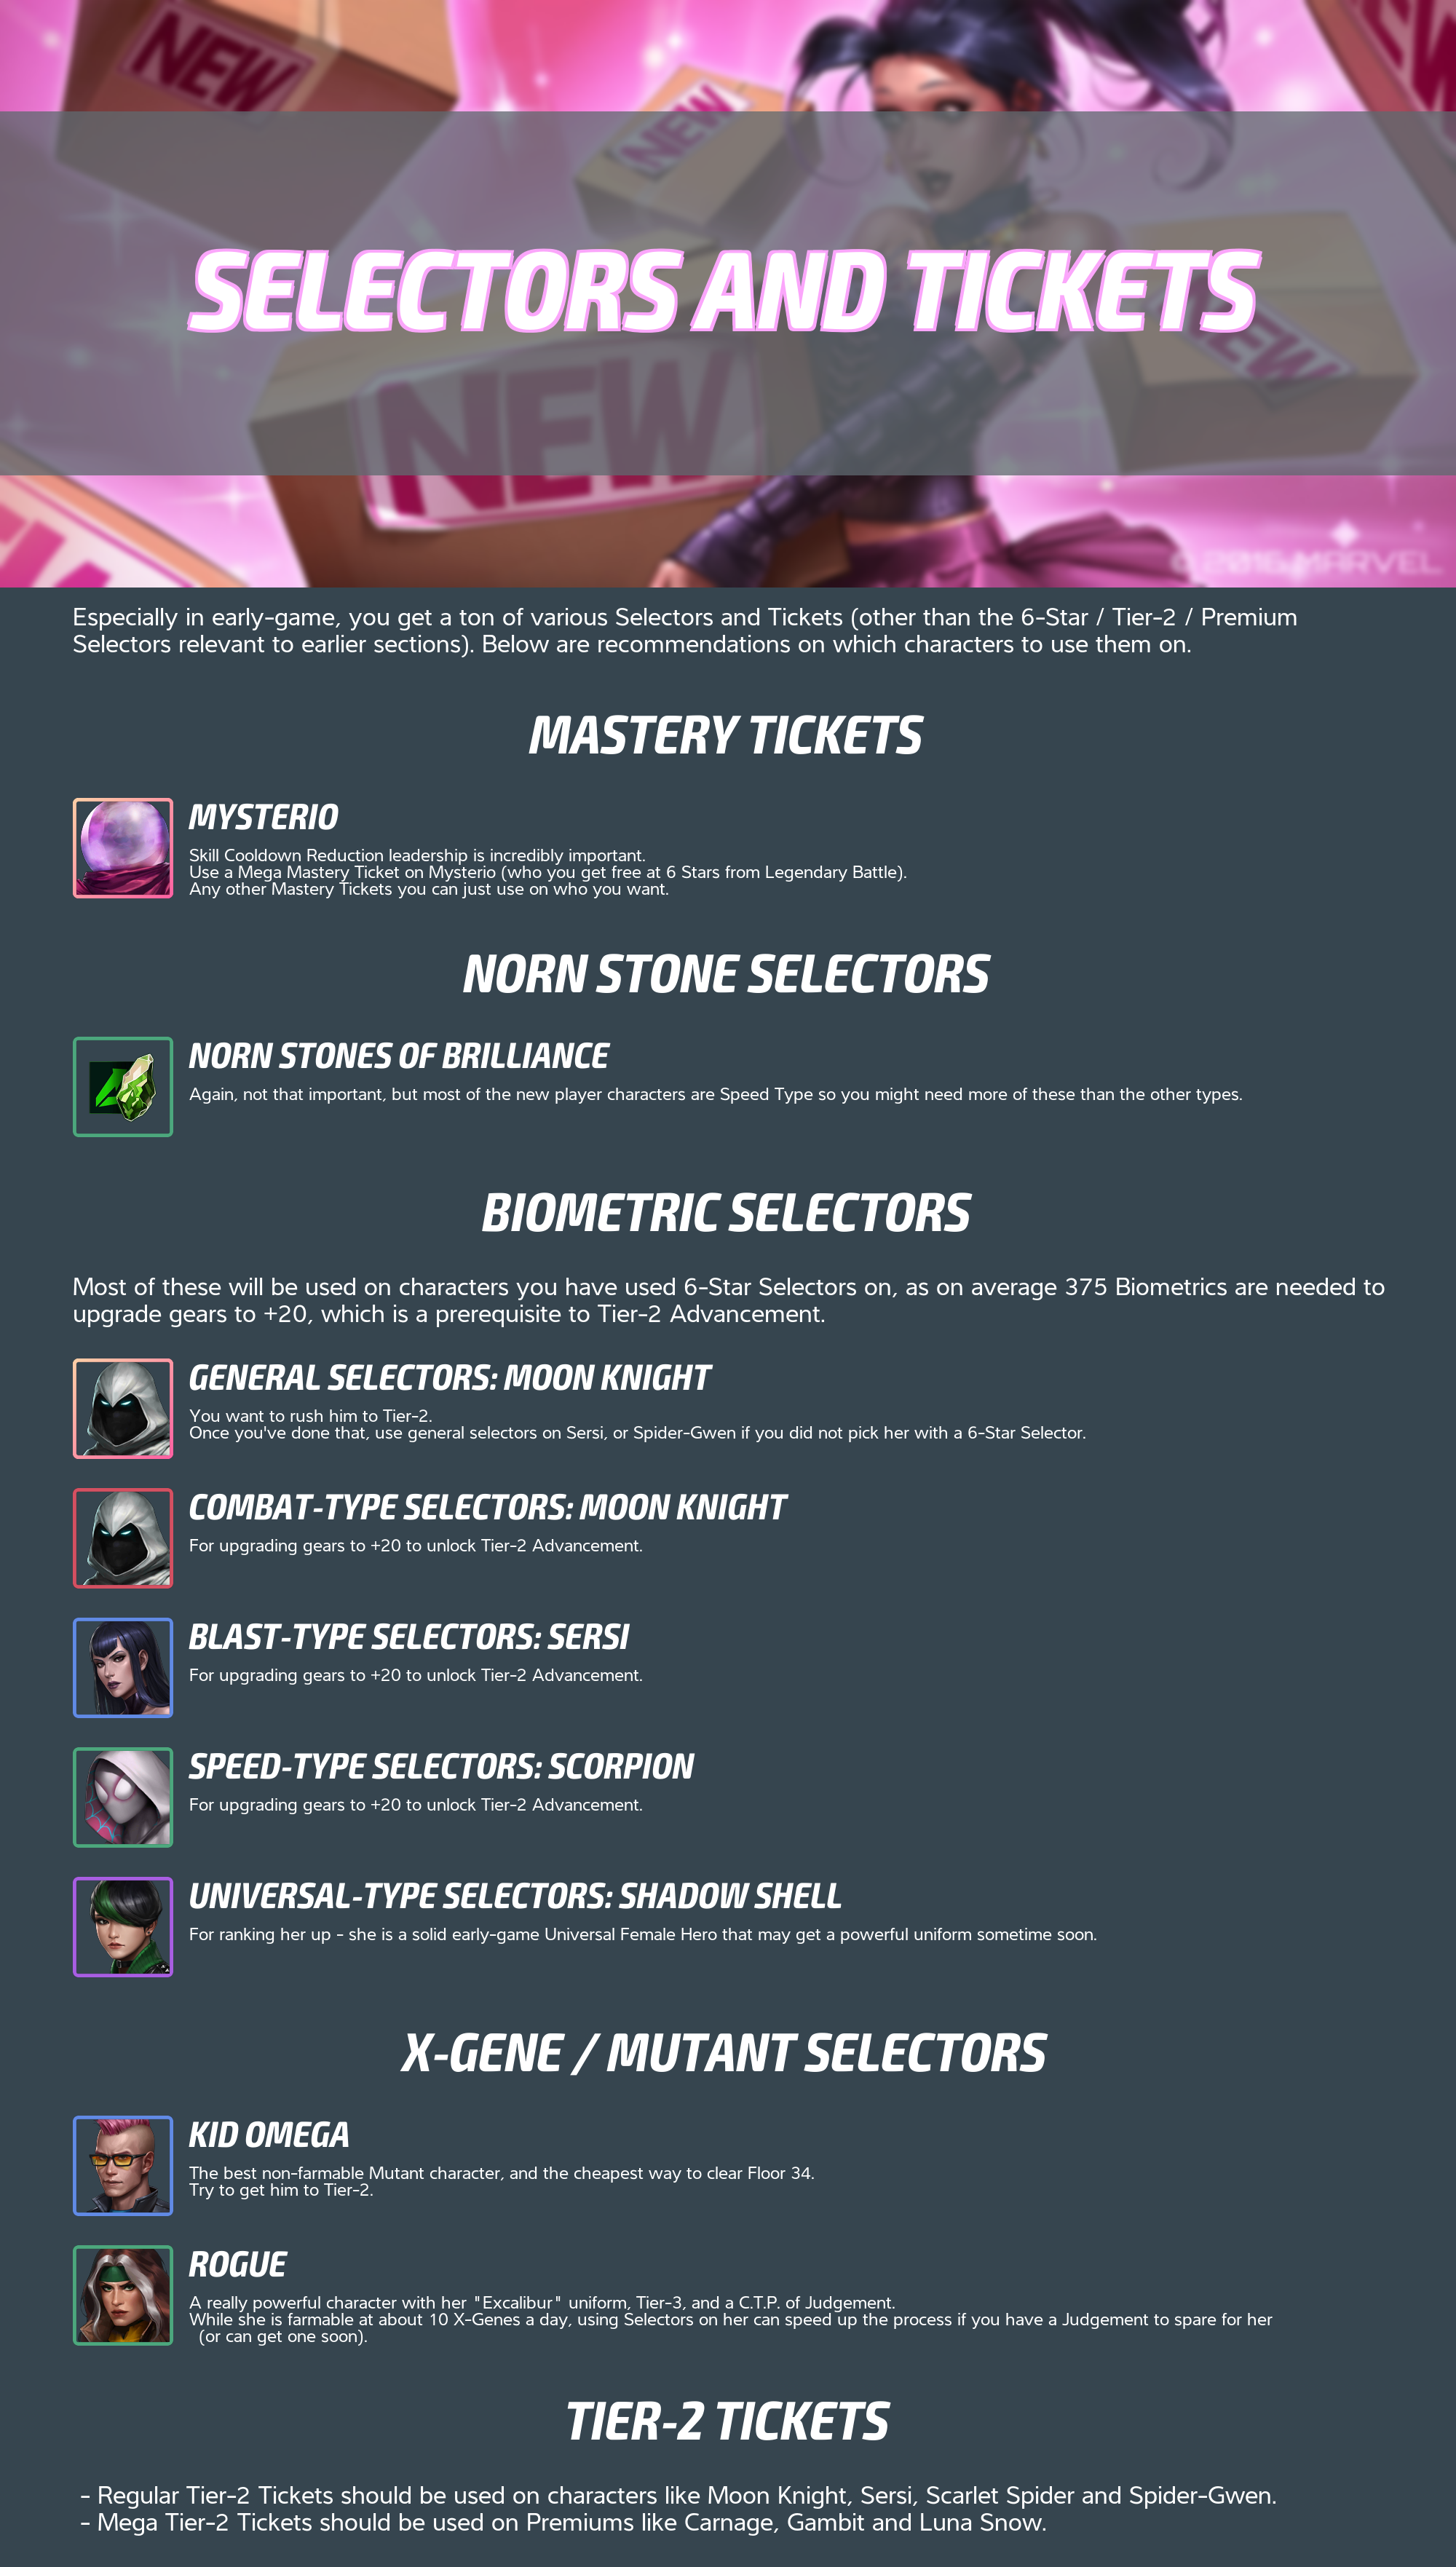 NEW
NEW
SELECTORS AND TICKETS
NEW
NEW
© 2016 MARVEL
Especially in early-game, you get a ton of various Selectors and Tickets (other than the 6-Star / Tier-2 / Premium
Selectors relevant to earlier sections). Below are recommendations on which characters to use them on.
MASTERY TICKETS
MYSTERIO
Skill Cooldown Reduction leadership is incredibly important.
Use a Mega Mastery Ticket on Mysterio (who you get free at 6 Stars from Legendary Battle).
Any other Mastery Tickets you can just use on who you want.
NORN STONE SELECTORS
NORN STONES OF BRILLIANCE
Again, not that important, but most of the new player characters are Speed Type so you might need more of these than the other types.
BIOMETRIC SELECTORS
Most of these will be used on characters you have used 6-Star Selectors on, as on average 375 Biometrics are needed to
upgrade gears to +20, which is a prerequisite to Tier-2 Advancement.
GENERAL SELECTORS: MOON KNIGHT
You want to rush him to Tier-2.
Once you've done that, use general selectors on Sersi, or Spider-Gwen if you did not pick her with a 6-Star Selector.
COMBAT-TYPE SELECTORS: MOON KNIGHT
For upgrading gears to +20 to unlock Tier-2 Advancement.
BLAST-TYPE SELECTORS: SERSI
For upgrading gears to +20 to unlock Tier-2 Advancement.
SPEED-TYPE SELECTORS: SCORPION
For upgrading gears to +20 to unlock Tier-2 Advancement.
UNIVERSAL-TYPE SELECTORS: SHADOW SHELL
For ranking her up - she is a solid early-game Universal Female Hero that may get a powerful uniform sometime soon.
X-GENE / MUTANT SELECTORS
KID OMEGA
The best non-farmable Mutant character, and the cheapest way to clear Floor 34.
Try to get him to Tier-2.
ROGUE
A really powerful character with her "Excalibur" uniform, Tier-3, and a C.T.P. of Judgement.
While she is farmable at about 10 X-Genes a day, using Selectors on her can speed up the process if you have a Judgement to spare for her
(or can get one soon).
TIER-2 TICKETS
- Regular Tier-2 Tickets should be used on characters like Moon Knight, Sersi, Scarlet Spider and Spider-Gwen.
- Mega Tier-2 Tickets should be used on Premiums like Carnage, Gambit and Luna Snow.